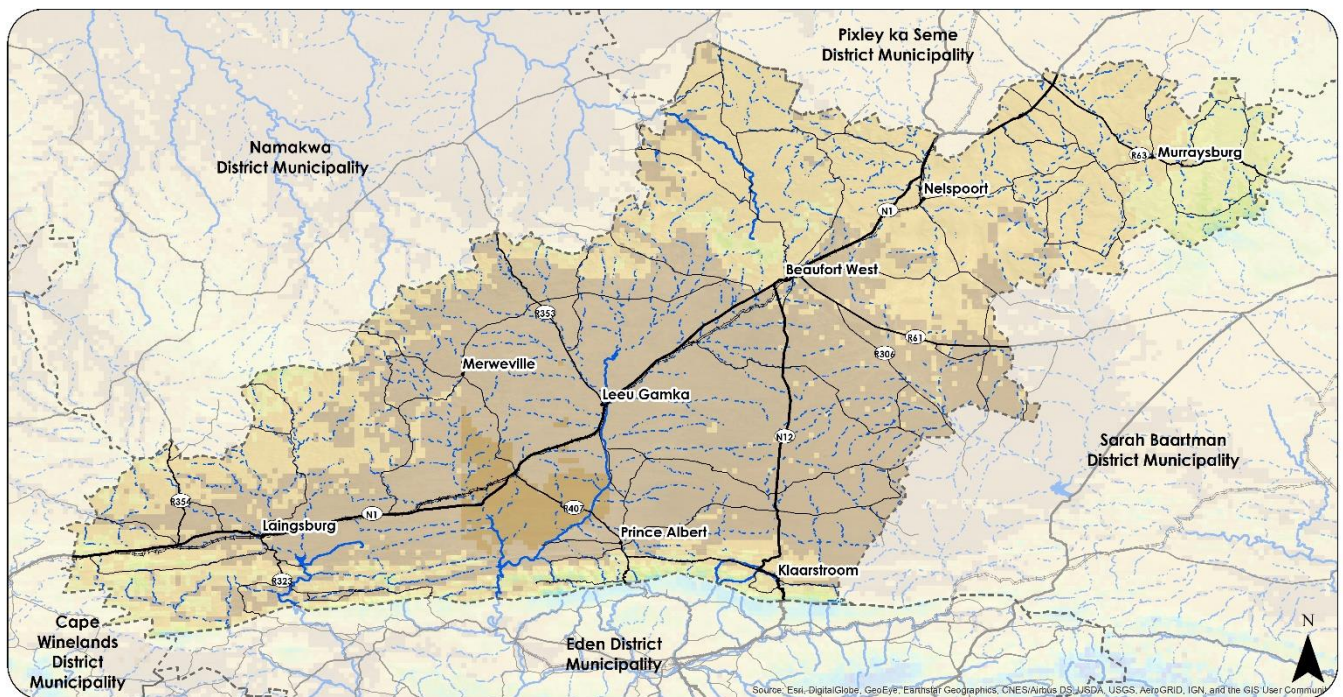 Pixley ka Seme
District Municipality
Namakwa
District Municipality
R63
Murraysburg
Nelspoort
N1
Beaufort West
R353
R61
R306
Merweville
Leeu Gamka
N12
Sarah Baartman
District Municipality
R354
Laingsburg
N1
R407
Prince Albert
Klaarstroom
R323
Cape
Winelands
District
Municipality
Eden District
Municipality
N
Source: Esri, DigitalGlobe, GeoEye, Earthstar Geographics, CNES/Airbus DS, USDA, USGS, AeroGRID, IGN, and the GIS User